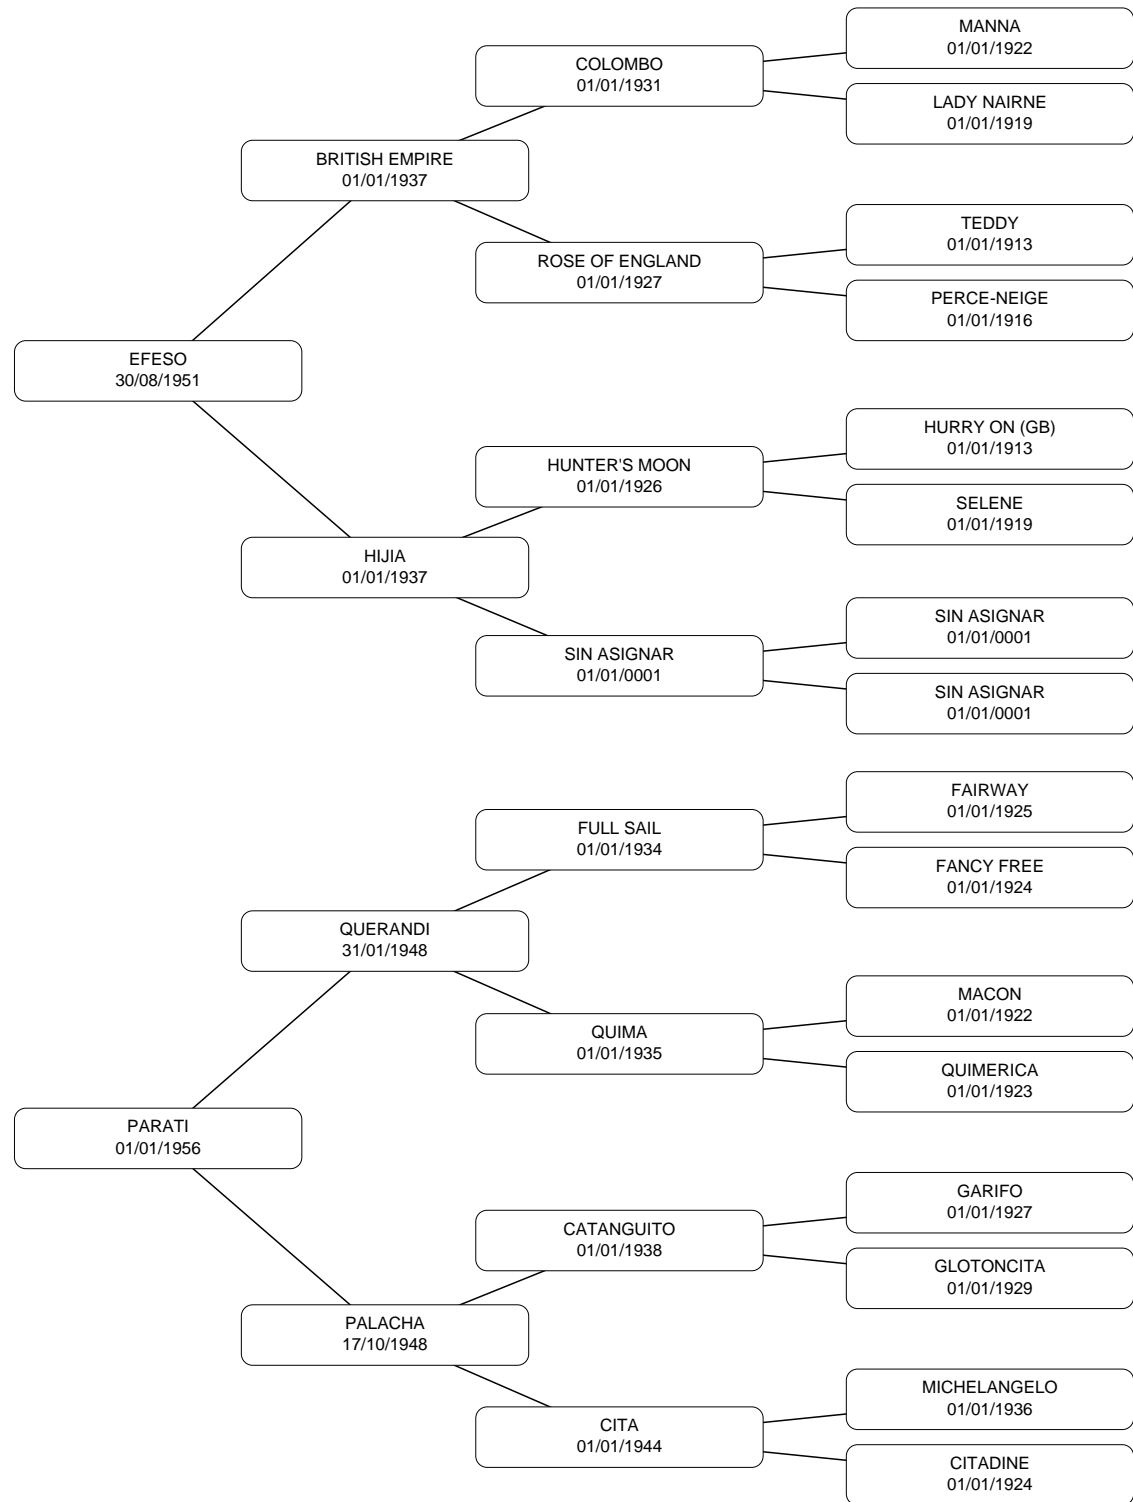 MANNA
01/01/1922
COLOMBO
01/01/1931
LADY NAIRNE
01/01/1919
BRITISH EMPIRE
01/01/1937
TEDDY
01/01/1913
ROSE OF ENGLAND
01/01/1927
PERCE-NEIGE
01/01/1916
EFESO
30/08/1951
HURRY ON (GB)
01/01/1913
HUNTER'S MOON
01/01/1926
SELENE
01/01/1919
HIJIA
01/01/1937
SIN ASIGNAR
01/01/0001
SIN ASIGNAR
01/01/0001
SIN ASIGNAR
01/01/0001
FAIRWAY
01/01/1925
FULL SAIL
01/01/1934
FANCY FREE
01/01/1924
QUERANDI
31/01/1948
MACON
01/01/1922
QUIMA
01/01/1935
QUIMERICA
01/01/1923
PARATI
01/01/1956
GARIFO
01/01/1927
CATANGUITO
01/01/1938
GLOTONCITA
01/01/1929
PALACHA
17/10/1948
MICHELANGELO
01/01/1936
CITA
01/01/1944
CITADINE
01/01/1924